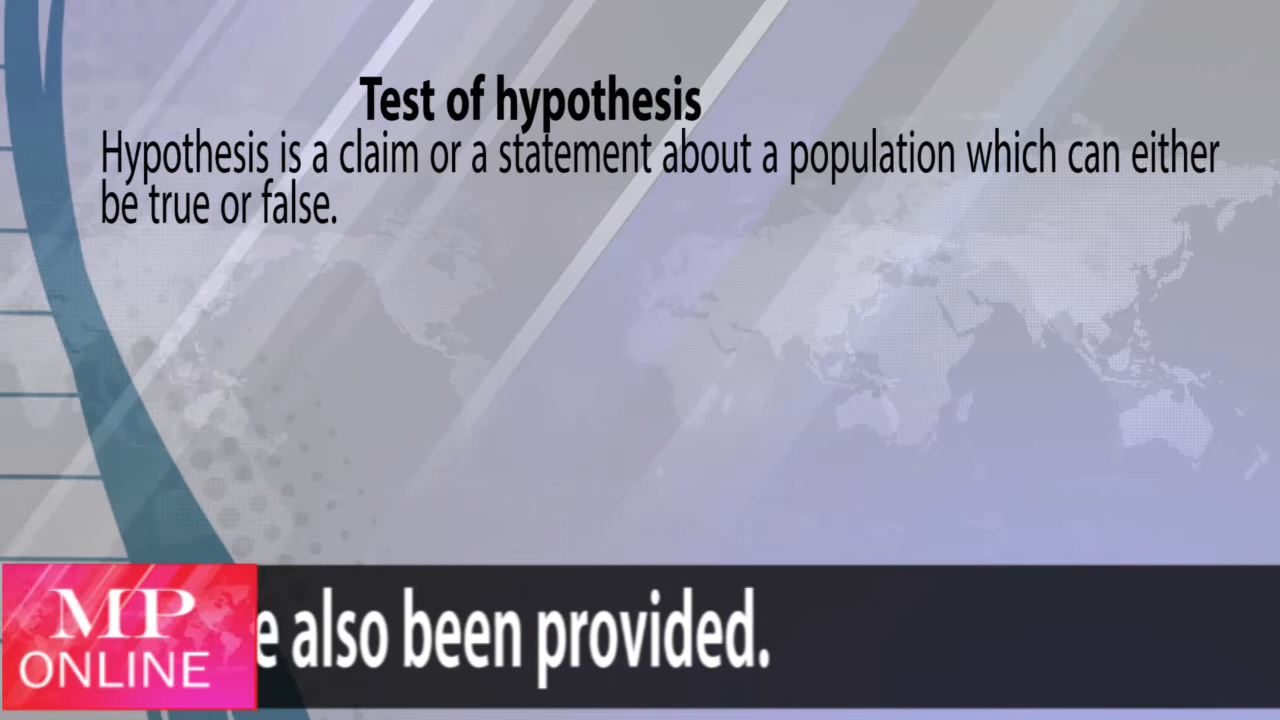 Test of hypothesis
Hypothesis is a claim or a statement about a population which can either
be true or false.
MP
ONLINE
e also been provided.